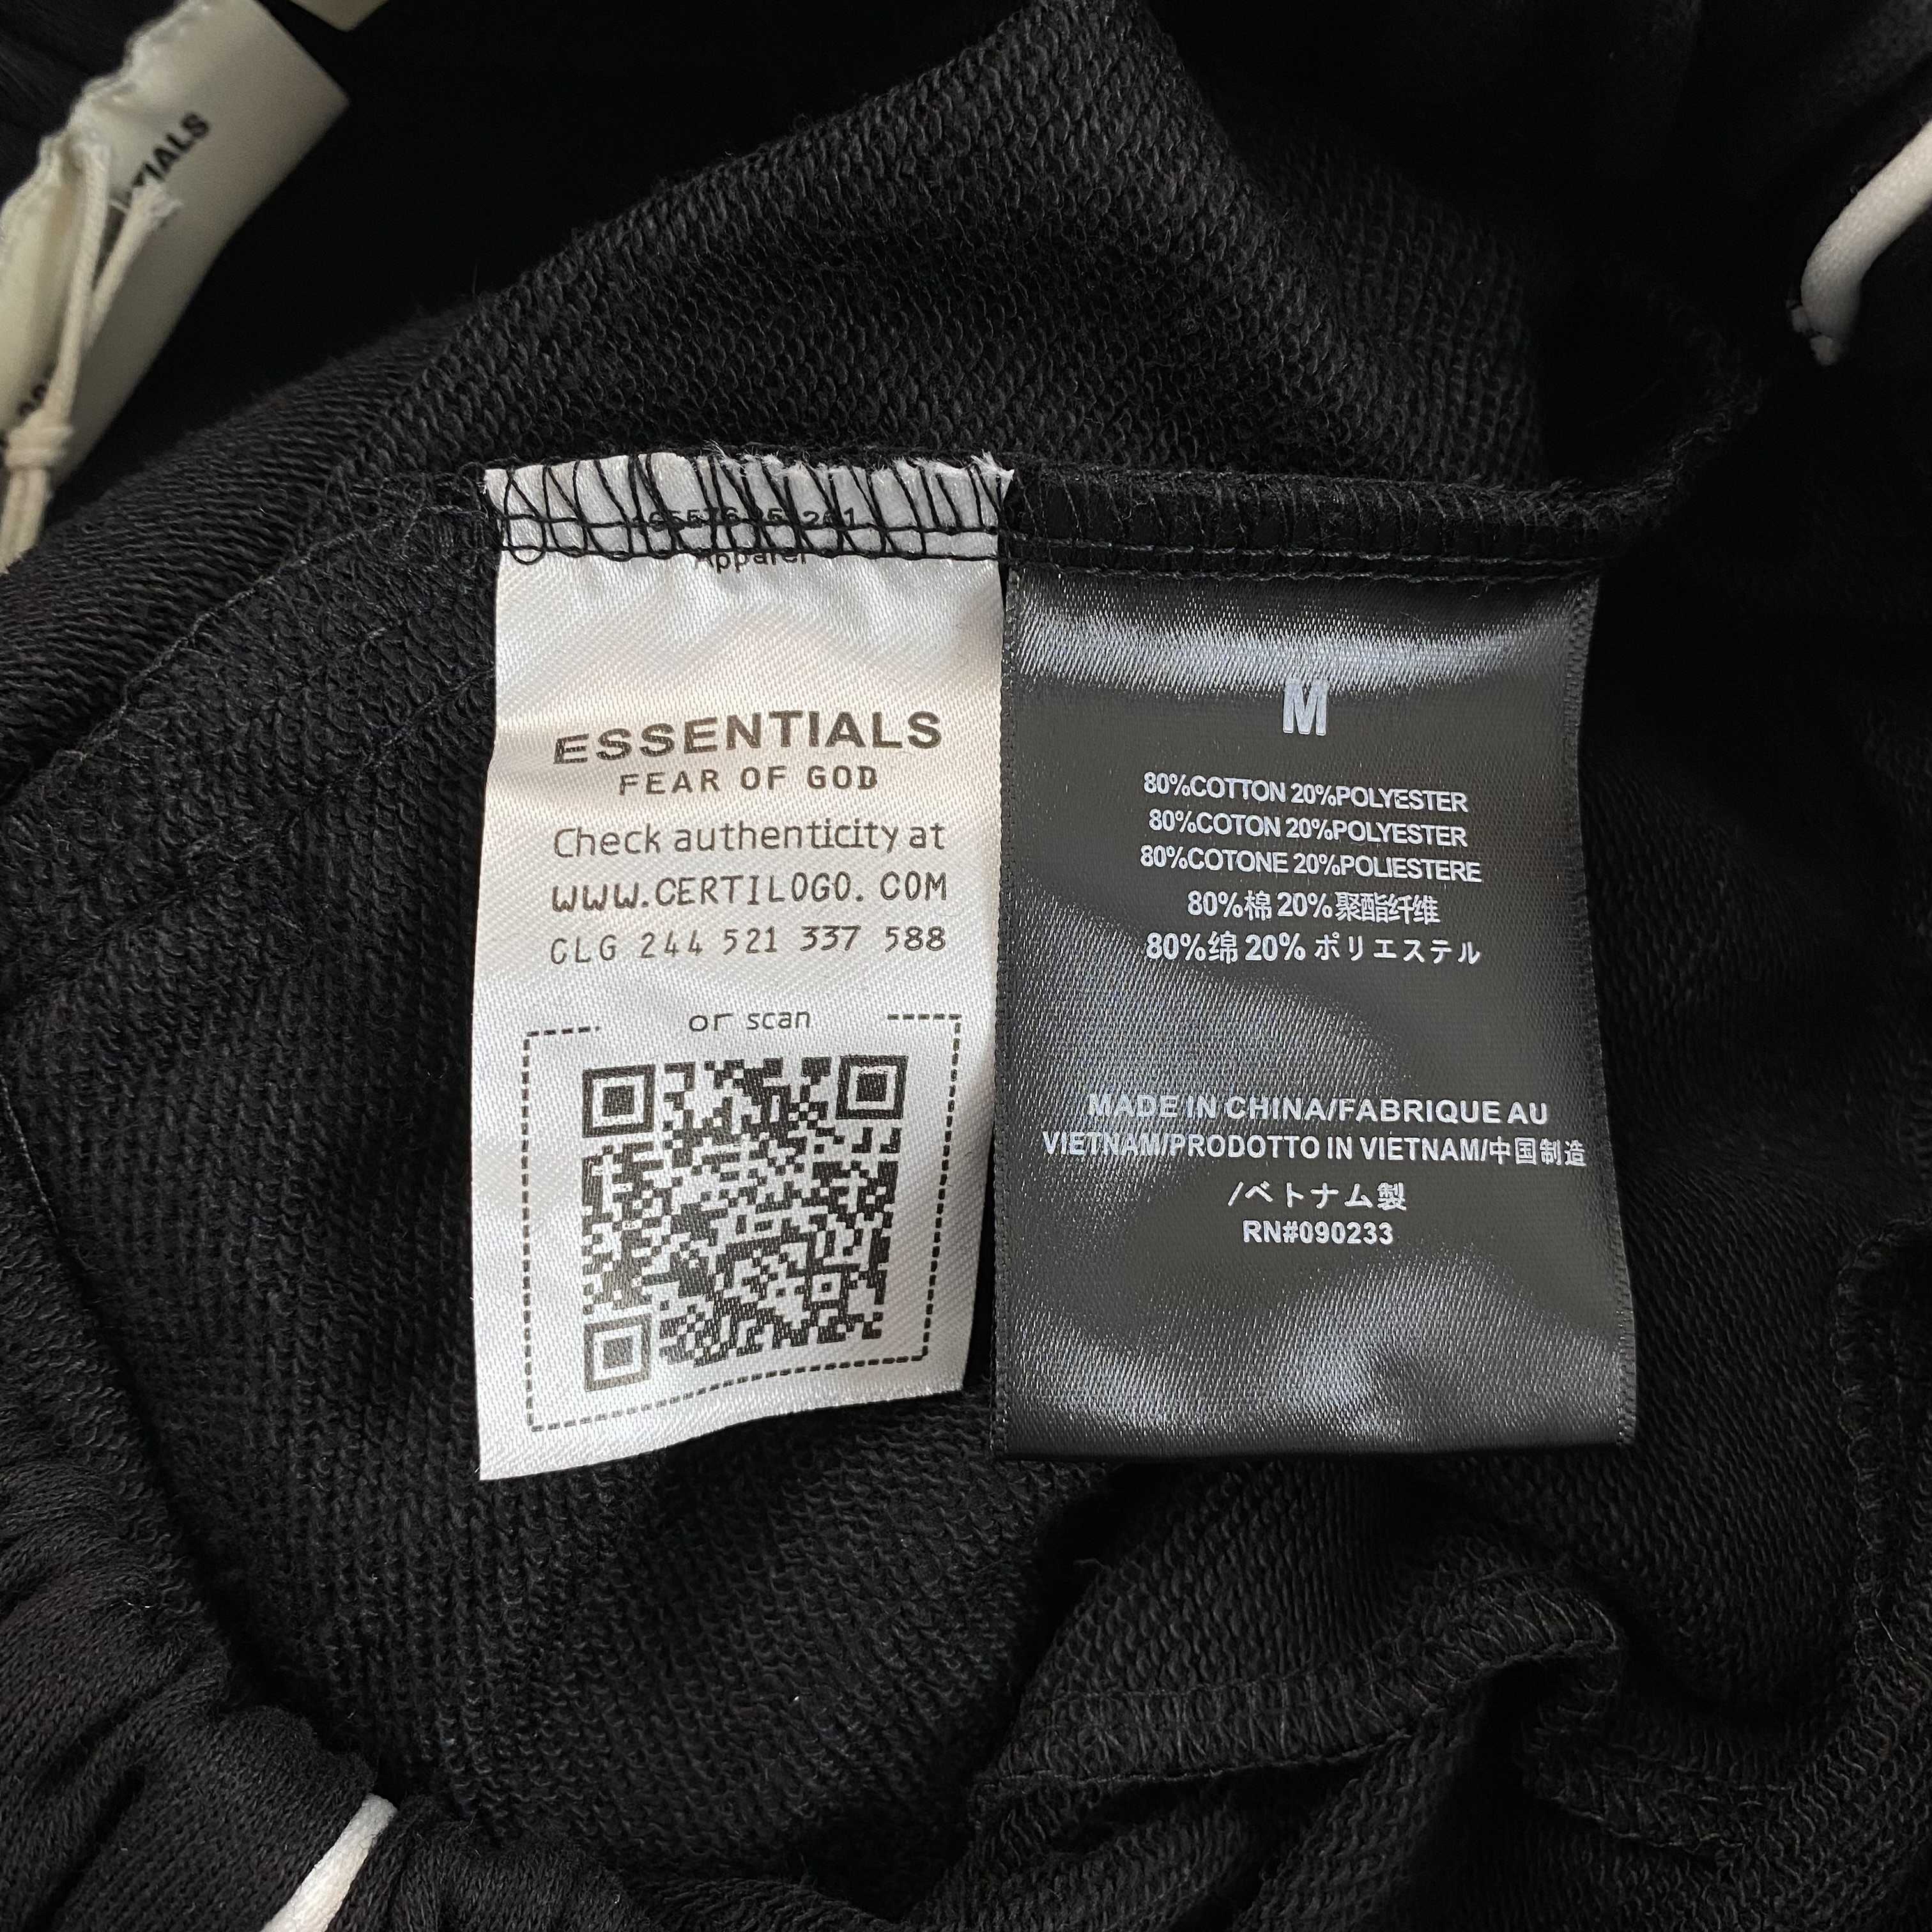 ESSENTIALS
FEAR OF GOD
Check authenticity at
WWW.CERTILOGO.COM
CLG 244 521 337 588
or scan
M
80%COTTON 20%POLYESTER
80%COTON 20%POLYESTER
80%COTONE 20%POLIESTERE
80%棉 20%聚酯纤维
80%绵 20% ポリエステル
MADE IN CHINA/FABRIQUE AU
VIETNAM/PRODOTTO IN VIETNAM/中国制造
/ベトナム製
RN#090233
Apparel